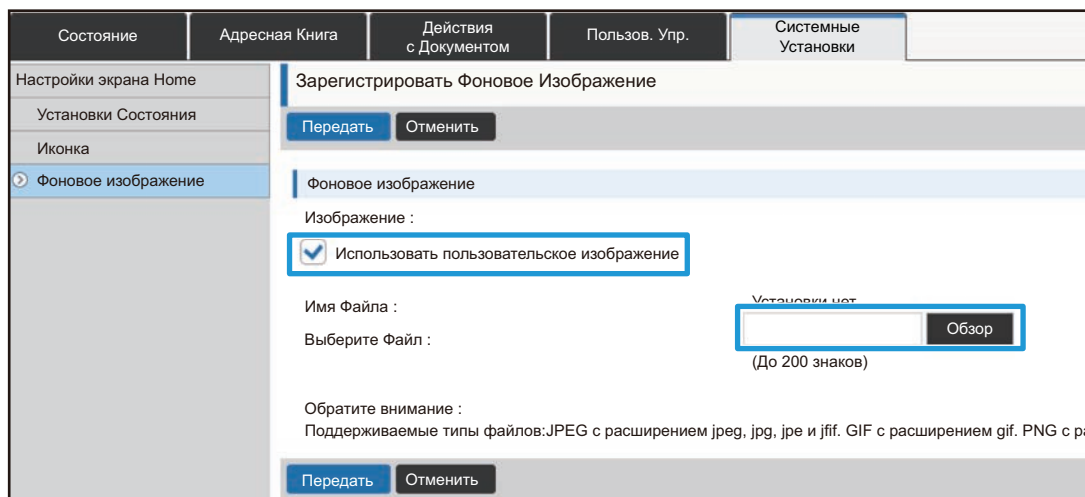 Состояние
Адресная Книга
Действия
с Документом
Пользов. Упр.
Системные
Установки
Настройки экрана Home
Установки Состояния
Иконка
Фоновое изображение
Зарегистрировать Фоновое Изображение
Передать Отменить
Фоновое изображение
Изображение :
Использовать пользовательское изображение
Имя Файла : Установки нет
Выберите Файл : Обзор
(До 200 знаков)
Обратите внимание :
Поддерживаемые типы файлов:JPEG с расширением jpeg, jpg, jpe и jfif. GIF с расширением gif. PNG с
Передать Отменить